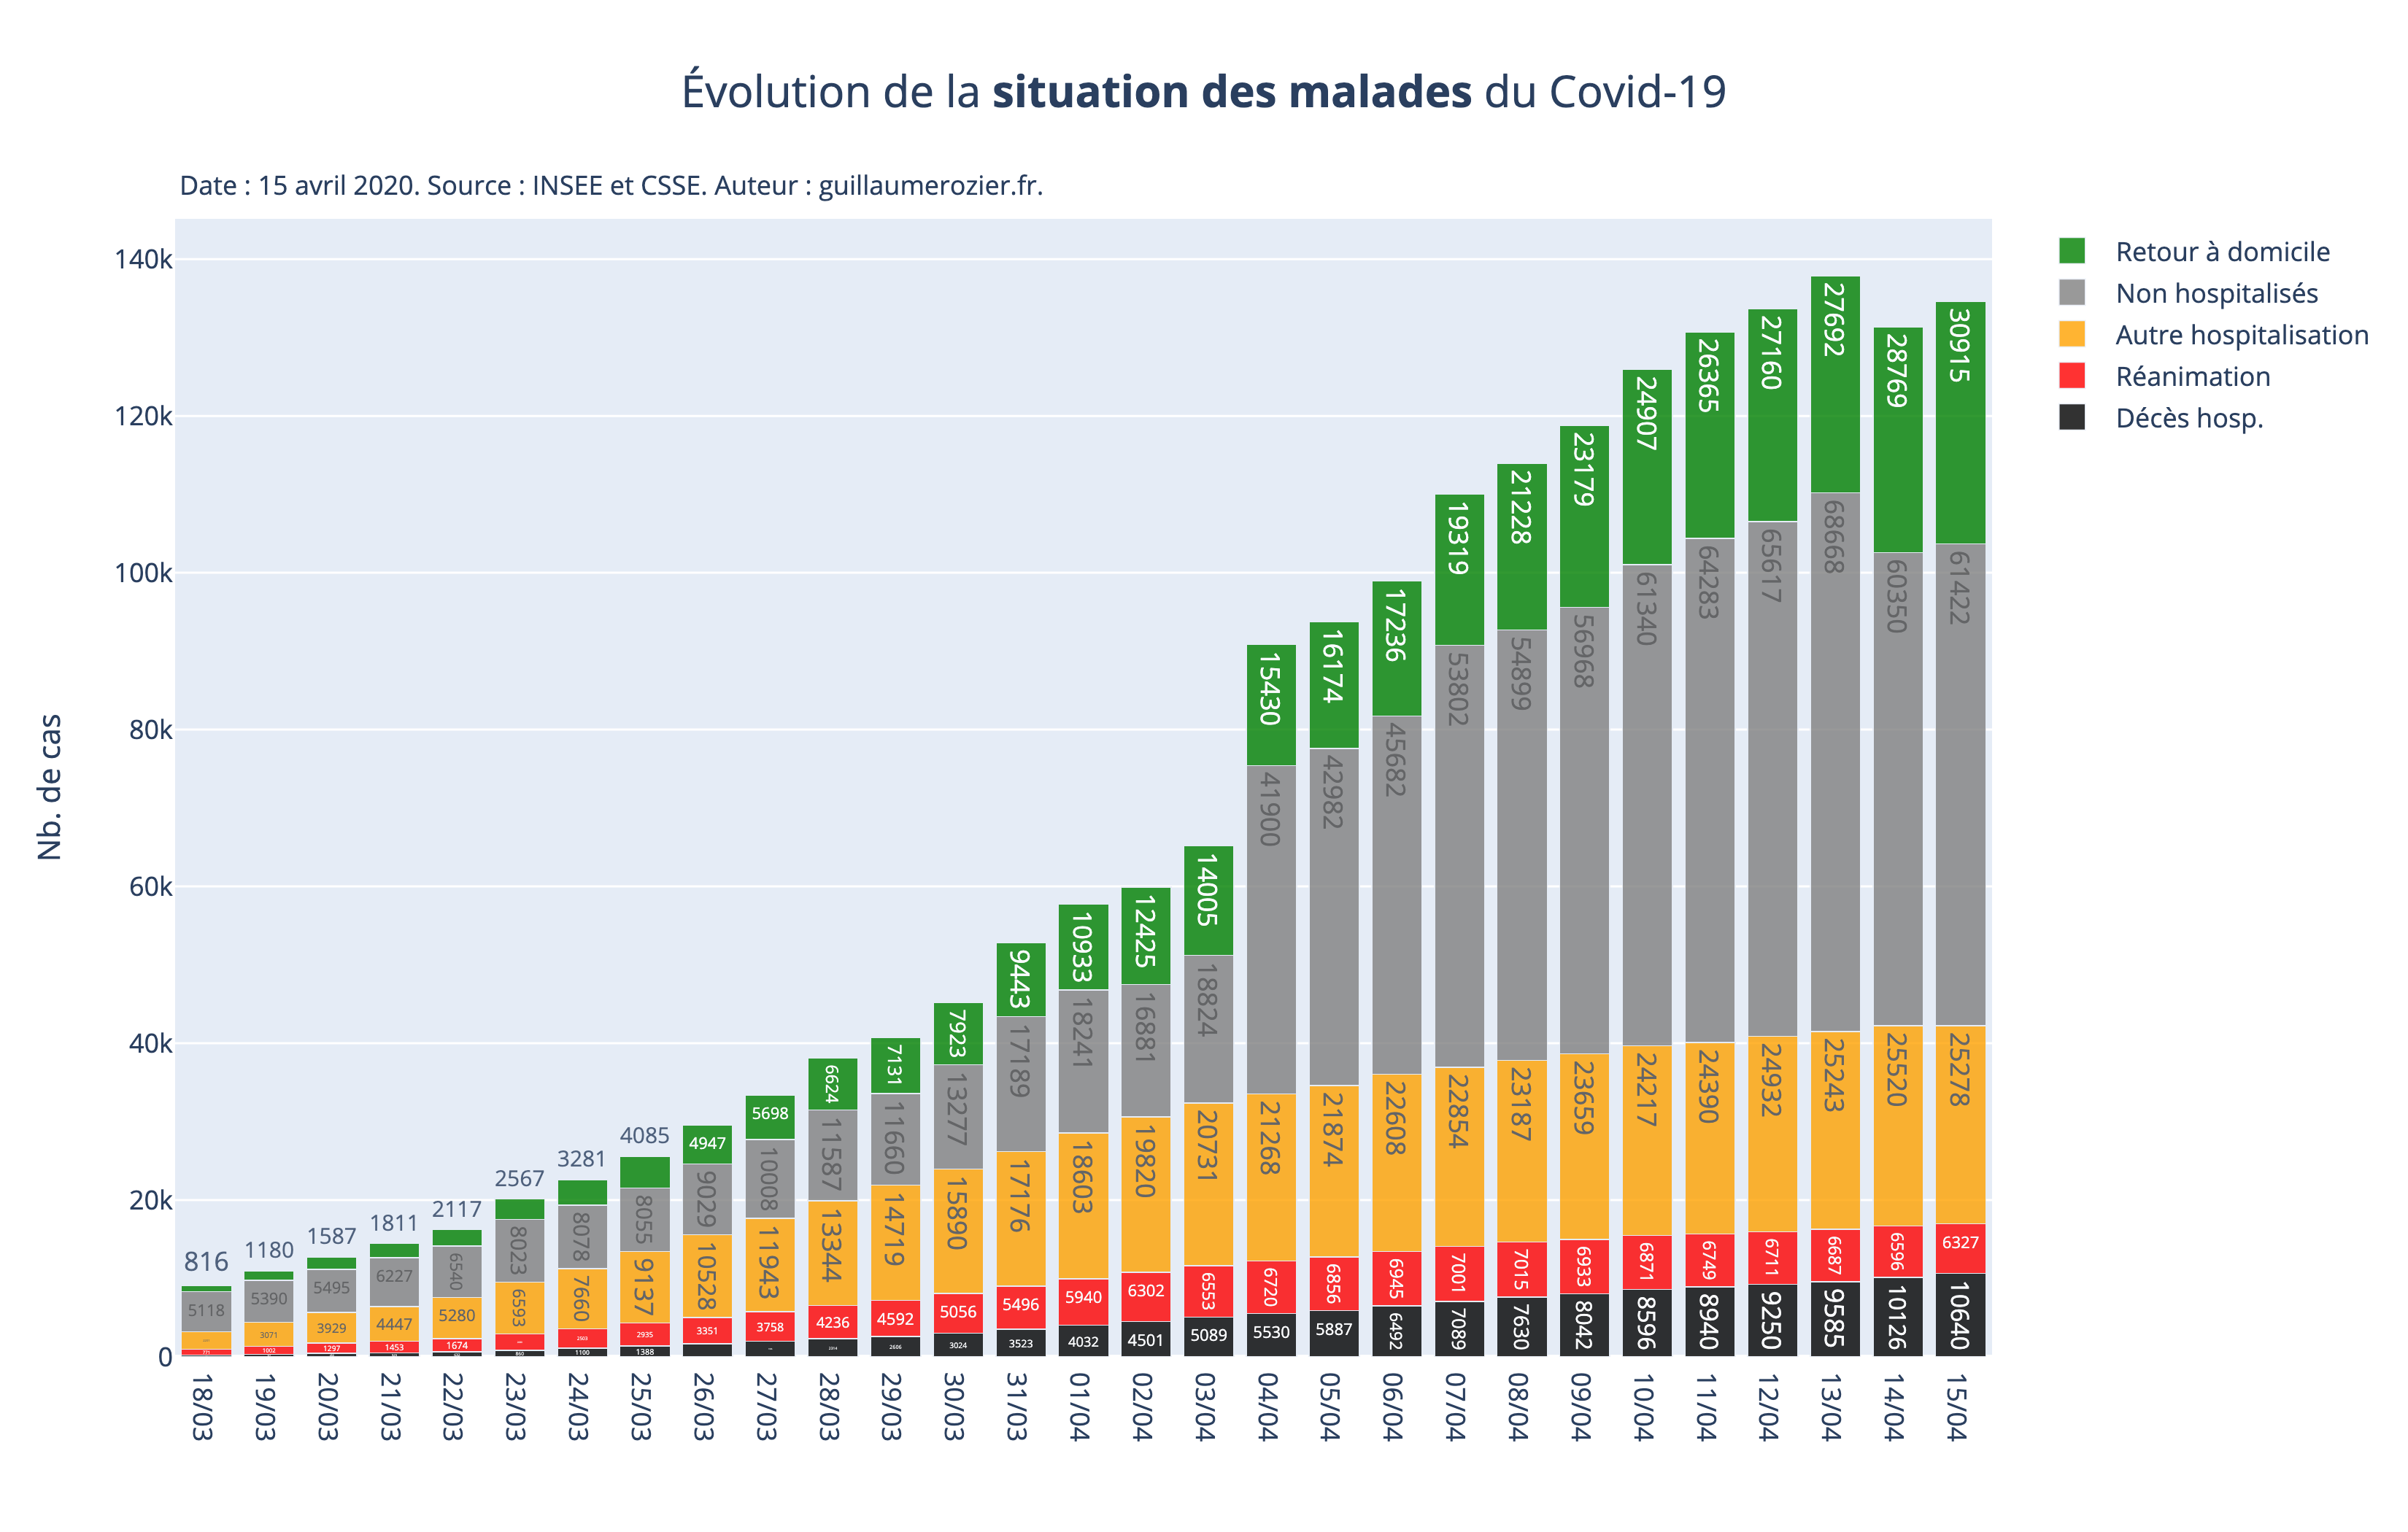 Évolution de la situation des malades du Covid-19
Date : 15 avril 2020. Source : INSEE et CSSE. Auteur : guillaumerozier.fr.
Retour à domicile
Non hospitalisés
Autre hospitalisation
Réanimation
Décès hosp.
Nb. de cas
140k
120k
100k
80k
60k
40k
20k
0
816 1180 1587 1811 2117 2567 3281 4085 4947 5698 6624 7131 7923 9443 10933 12425 14005 15430 16174 17236 19319 21228 23179 24907 26365 27160 27692 28769 30915
5118 5390 5495 6227 6540 8023 8078 8055 9029 10008 11587 11660 13277 17189 18241 16881 18824 41900 42982 45682 53802 54899 56968 61340 64283 65617 68668 60350 61422
3071 3929 4447 5280 6593 7660 9137 10528 11943 13344 14719 15890 17176 18603 19820 20731 21268 21874 22608 22854 23187 23659 24217 24390 24932 25243 25520 25278
771 1002 1297 1453 1674 2503 2935 3351 3758 4236 4592 5056 5496 5940 6302 6553 6720 6856 6945 7001 7015 6933 6871 6749 6711 6687 6596 6327
860 1100 1388 2314 2606 3024 3523 4032 4501 5089 5530 5887 6492 7089 7630 8042 8596 8940 9250 9585 10126 10640
18/03 19/03 20/03 21/03 22/03 23/03 24/03 25/03 26/03 27/03 28/03 29/03 30/03 31/03 01/04 02/04 03/04 04/04 05/04 06/04 07/04 08/04 09/04 10/04 11/04 12/04 13/04 14/04 15/04